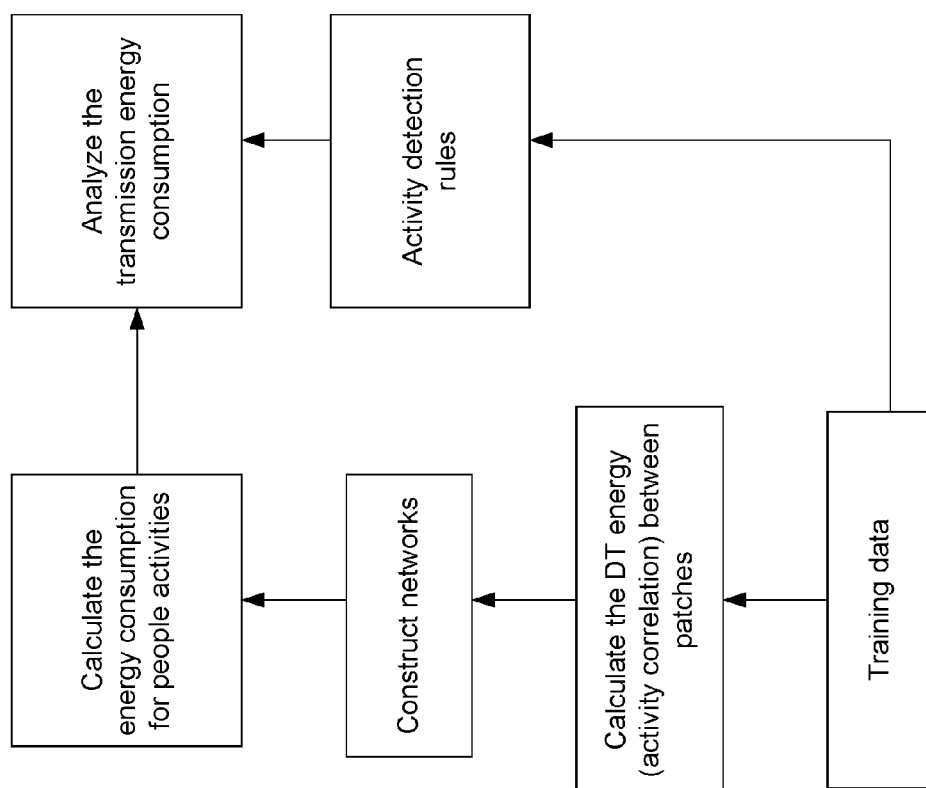 Training data
Calculate the DT energy
(activity correlation) between
patches
Construct networks
Calculate the
energy consumption
for people activities
Activity detection
rules
Analyze the
transmission energy
consumption